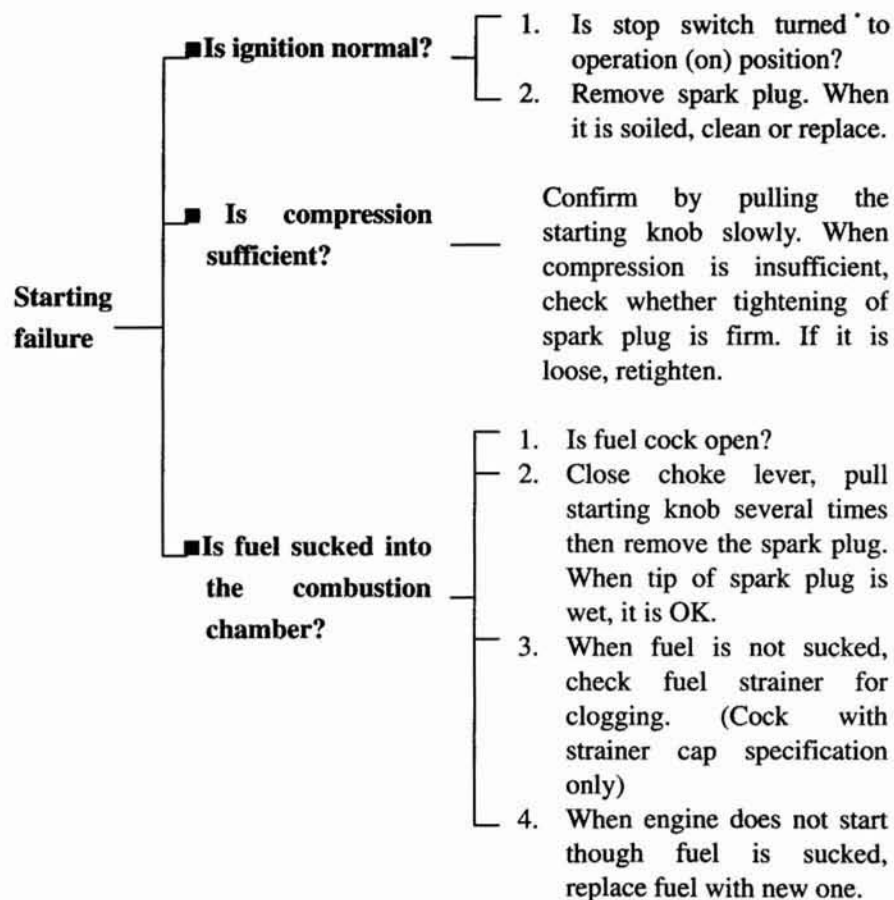 ■Is ignition normal?
1. Is stop switch turned to
operation (on) position?
2. Remove spark plug. When
it is soiled, clean or replace.
■ Is compression
sufficient?
Confirm by pulling the
starting knob slowly. When
compression is insufficient,
check whether tightening of
spark plug is firm. If it is
loose, retighten.
Starting
failure
■Is fuel sucked into
the combustion
chamber?
1. Is fuel cock open?
2. Close choke lever, pull
starting knob several times
then remove the spark plug.
When tip of spark plug is
wet, it is OK.
3. When fuel is not sucked,
check fuel strainer for
clogging. (Cock with
strainer cap specification
only)
4. When engine does not start
though fuel is sucked,
replace fuel with new one.